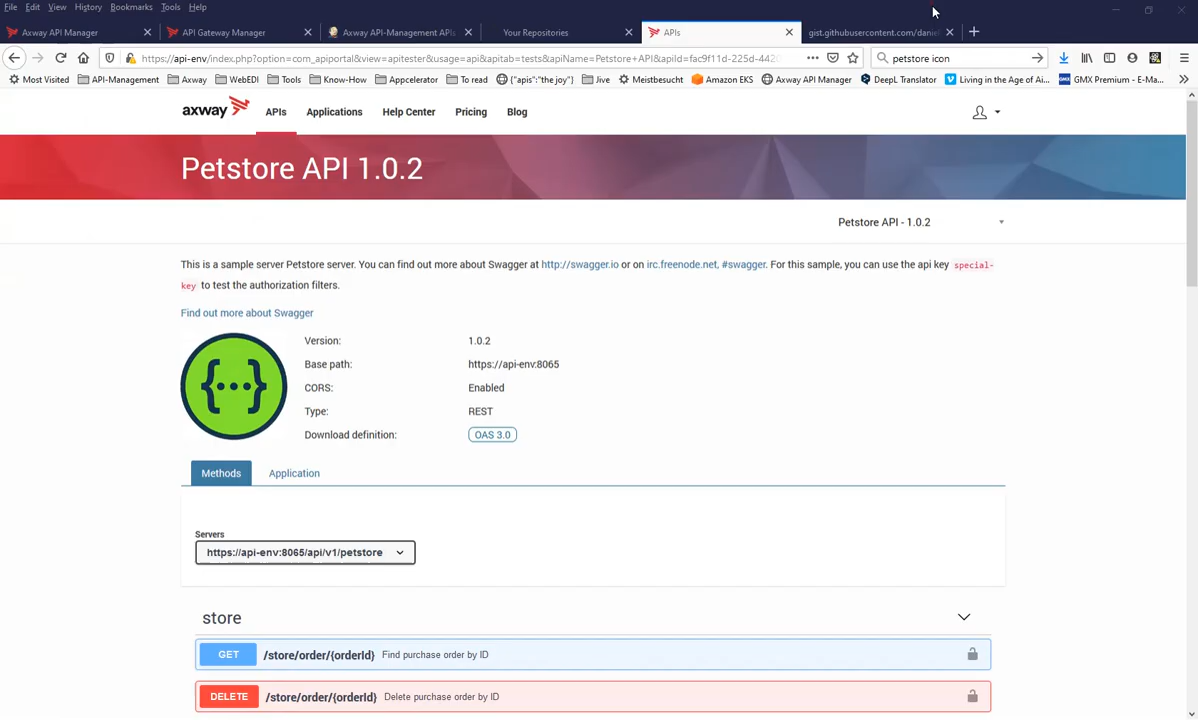 File Edit View History Bookmarks Tools Help
Axway API Manager API Gateway Manager Axway API-Management APIs Your Repositories APIs gist.githubusercontent.com/daniel
https://api-env/index.php?option=com_apiportal&view=apitester&usage=api&apitab=tests&apiName=Petstore+API&apiId=fac9f11d-225d-4420 petstore icon
Most Visited API-Management Axway WebEDI Tools Know-How Appcelerator To read {"apis":"the joy"} Jive Meistbesucht Amazon EKS Axway API Manager DeepL Translator Living in the Age of Ai... GMX Premium - E-Ma...
axway APIs Applications Help Center Pricing Blog
Petstore API 1.0.2
Petstore API - 1.0.2
This is a sample server Petstore server. You can find out more about Swagger at http://swagger.io or on irc.freenode.net, #swagger. For this sample, you can use the api key special-
key to test the authorization filters.
Find out more about Swagger
{···}
Version: 1.0.2
Base path: https://api-env:8065
CORS: Enabled
Type: REST
Download definition: OAS 3.0
Methods Application
Servers
https://api-env:8065/api/v1/petstore
store
GET /store/order/{orderId} Find purchase order by ID
DELETE /store/order/{orderId} Delete purchase order by ID